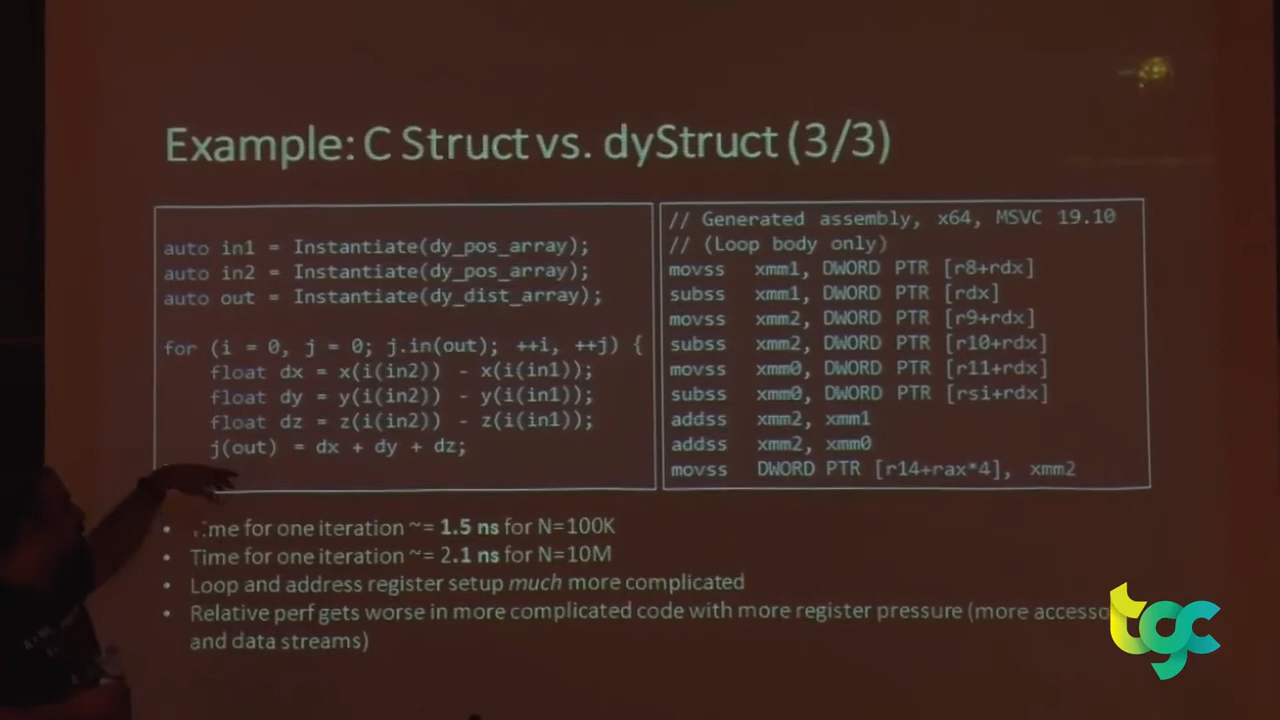 Example: C Struct vs. dyStruct (3/3)
auto in1 = Instantiate(dy_pos_array);
auto in2 = Instantiate(dy_pos_array);
auto out = Instantiate(dy_dist_array);
for (i = 0, j = 0; j.in(out); ++i, ++j) {
float dx = x(i(in2)) - x(i(in1));
float dy = y(i(in2)) - y(i(in1));
float dz = z(i(in2)) - z(i(in1));
j(out) = dx + dy + dz;
// Generated assembly, x64, MSVC 19.10
// (Loop body only)
movss xmm1, DWORD PTR [r8+rdx]
subss xmm1, DWORD PTR [rdx]
movss xmm2, DWORD PTR [r9+rdx]
subss xmm2, DWORD PTR [r10+rdx]
movss xmm0, DWORD PTR [r11+rdx]
subss xmm0, DWORD PTR [rsi+rdx]
addss xmm2, xmm1
addss xmm2, xmm0
movss DWORD PTR [r14+rax*4], xmm2
• for one iteration ~= 1.5 ns for N=100K
• Time for one iteration ~= 2.1 ns for N=10M
• Loop and address register setup much more complicated
• Relative perf gets worse in more complicated code with more register pressure (more
and data streams)
tgc